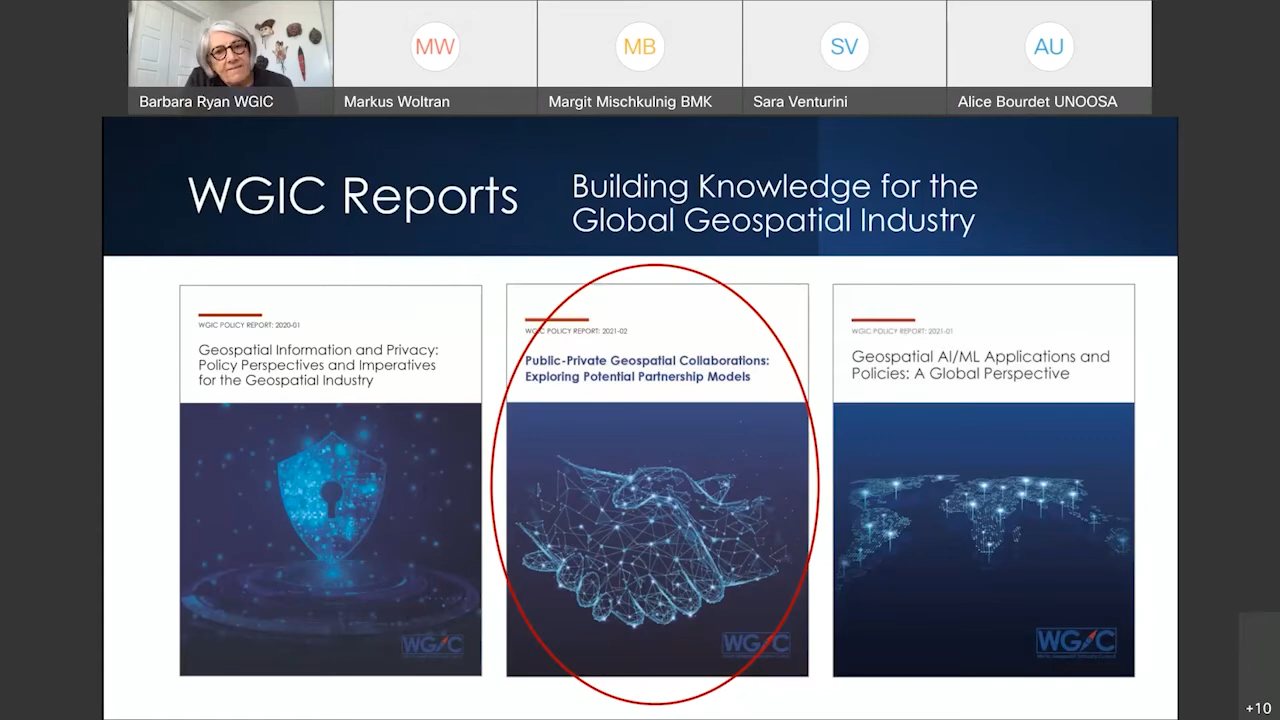 MW
MB
SV
AU
Barbara Ryan WGIC
Markus Woltran
Margit Mischkulnig BMK
Sara Venturini
Alice Bourdet UNOOSA
WGIC Reports
Building Knowledge for the
Global Geospatial Industry
WGIC POLICY REPORT: 2020-01
Geospatial Information and Privacy:
Policy Perspectives and Imperatives
for the Geospatial Industry
WGIC
WGIC POLICY REPORT: 2021-02
Public-Private Geospatial Collaborations:
Exploring Potential Partnership Models
WGIC
WGIC POLICY REPORT: 2021-01
Geospatial AI/ML Applications and
Policies: A Global Perspective
WGIC
+10